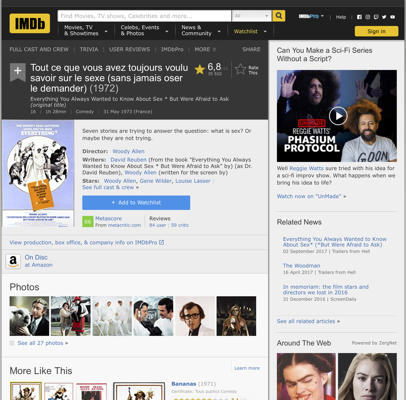 IMDb
Find Movies, TV shows, Celebrities and more...
All
IMDbPro
Help
Movies, TV
& Showtimes
Celebs, Events
& Photos
News &
Community
Watchlist
Sign in
FULL CAST AND CREW | TRIVIA | USER REVIEWS | IMDbPro | MORE
SHARE
Tout ce que vous avez toujours voulu
savoir sur le sexe (sans jamais oser
le demander) (1972)
6,8
Rate
This
Everything You Always Wanted to Know About Sex * But Were Afraid to Ask
(original title)
16 | 1h 28min | Comedy | 31 May 1973 (France)
Seven stories are trying to answer the question: what is sex? Or
maybe they are not trying.
Director: Woody Allen
Writers: David Reuben (from the book "Everything You Always
Wanted to Know About Sex * But Were Afraid to Ask" by) (as Dr.
David Reuben), Woody Allen (written for the screen by)
Stars: Woody Allen, Gene Wilder, Louise Lasser
See full cast & crew »
+ Add to Watchlist
66
Metascore
From metacritic.com
Reviews
84 user | 59 critic
View production, box office, & company info on IMDbPro
On Disc
at Amazon
Photos
See all 27 photos »
More Like This
Learn more
Bananas (1971)
Certificate: Tous publics Comedy
Can You Make a Sci-Fi Series
Without a Script?
REGGIE WATTS
PHASIUM
PROTOCOL
Well Reggie Watts sure tried with his idea for
a sci-fi improv show. What happens when we
bring his idea to life?
Watch now on "UnMade" »
Related News
Everything You Always Wanted to Know
About Sex* (*But Were Afraid to Ask)
02 September 2017 | Trailers from Hell
The Woodman
16 April 2017 | Trailers from Hell
In memoriam: the film stars and
directors we lost in 2016
31 December 2016 | ScreenDaily
See all related articles »
Around The Web
Powered by ZergNet